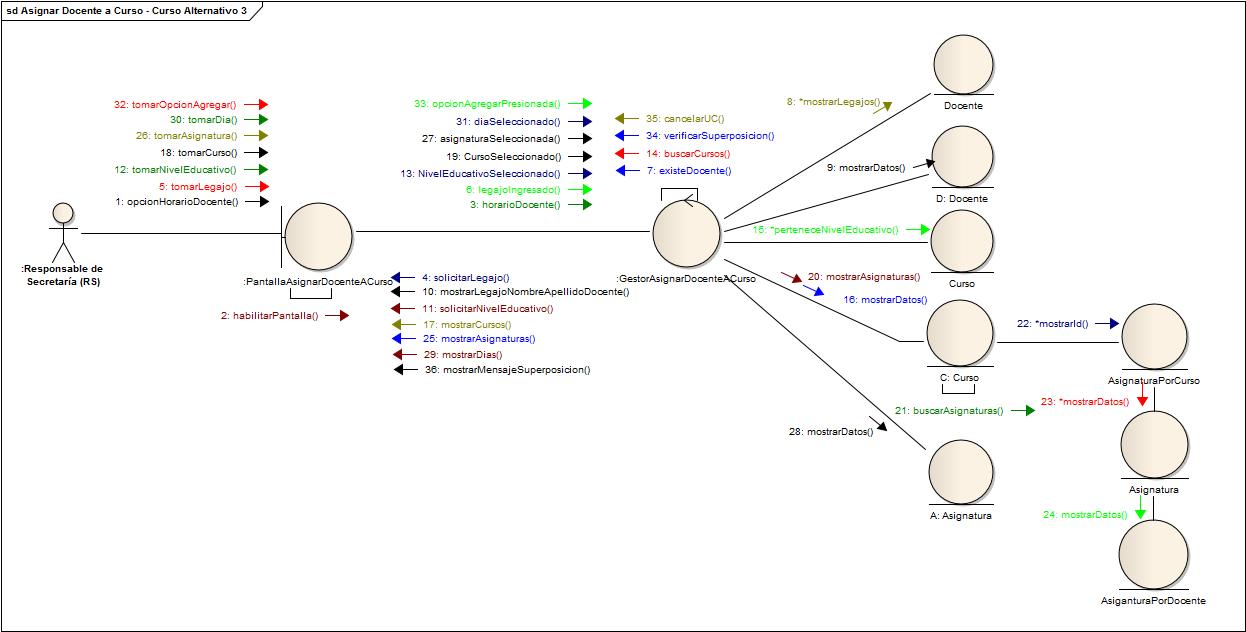 sd Asignar Docente a Curso - Curso Alternativo 3
32: tomarOpcionAgregar()
30: tomarDia()
26: tomarAsignatura()
18: tomarCurso()
12: tomarNivelEducativo()
5: tomarLegajo()
1: opcionHorarioDocente()
:Responsable de
Secretaría (RS)
:PantallaAsignarDocenteACurso
2: habilitarPantalla()
33: opcionAgregarPresionada()
31: diaSeleccionado()
27: asignaturaSeleccionada()
19: CursoSeleccionado()
13: NivelEducativoSeleccionado()
6: legajoIngresado()
3: horarioDocente()
4: solicitarLegajo()
10: mostrarLegajoNombreApellidoDocente()
11: solicitarNivelEducativo()
17: mostrarCursos()
25: mostrarAsignaturas()
29: mostrarDias()
36: mostrarMensajeSuperposicion()
35: cancelarUC()
34: verificarSuperposicion()
14: buscarCursos()
7: existeDocente()
:GestorAsignarDocenteACurso
8: *mostrarLegajos()
Docente
9: mostrarDatos()
D: Docente
15: *perteneceNivelEducativo()
Curso
20: mostrarAsignaturas()
16: mostrarDatos()
C: Curso
21: buscarAsignaturas()
22: *mostrarId()
AsignaturaPorCurso
23: *mostrarDatos()
Asignatura
24: mostrarDatos()
AsiganturaPorDocente
28: mostrarDatos()
A: Asignatura